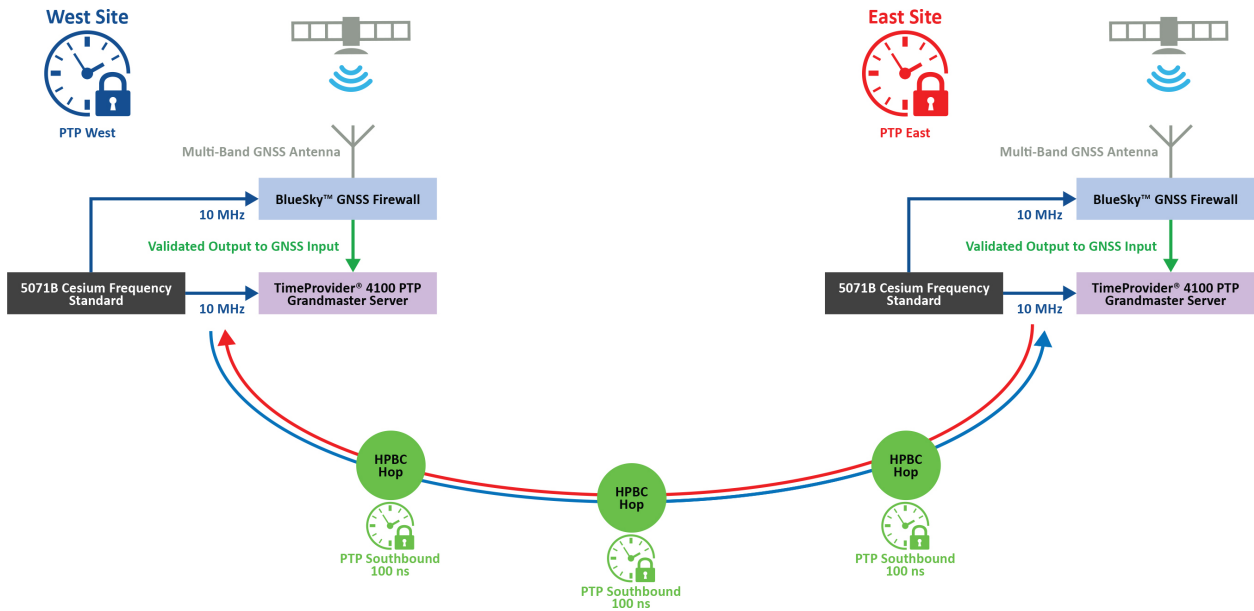 West Site
PTP West
Multi-Band GNSS Antenna
BlueSky™ GNSS Firewall
10 MHz
Validated Output to GNSS Input
5071B Cesium Frequency
Standard
TimeProvider® 4100 PTP
Grandmaster Server
10 MHz
East Site
PTP East
Multi-Band GNSS Antenna
BlueSky™ GNSS Firewall
10 MHz
Validated Output to GNSS Input
5071B Cesium Frequency
Standard
TimeProvider® 4100 PTP
Grandmaster Server
10 MHz
HPBC
Hop
PTP Southbound
100 ns
HPBC
Hop
PTP Southbound
100 ns
HPBC
Hop
PTP Southbound
100 ns